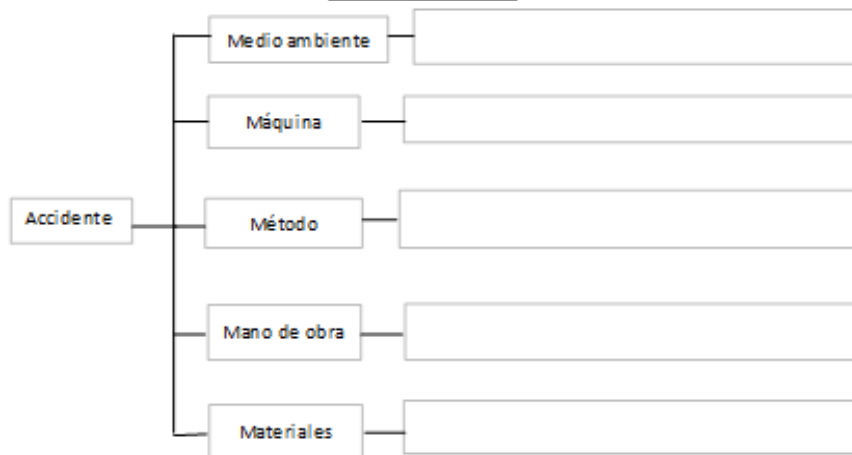 Medio ambiente
Máquina
Accidente
Método
Mano de obra
Materiales